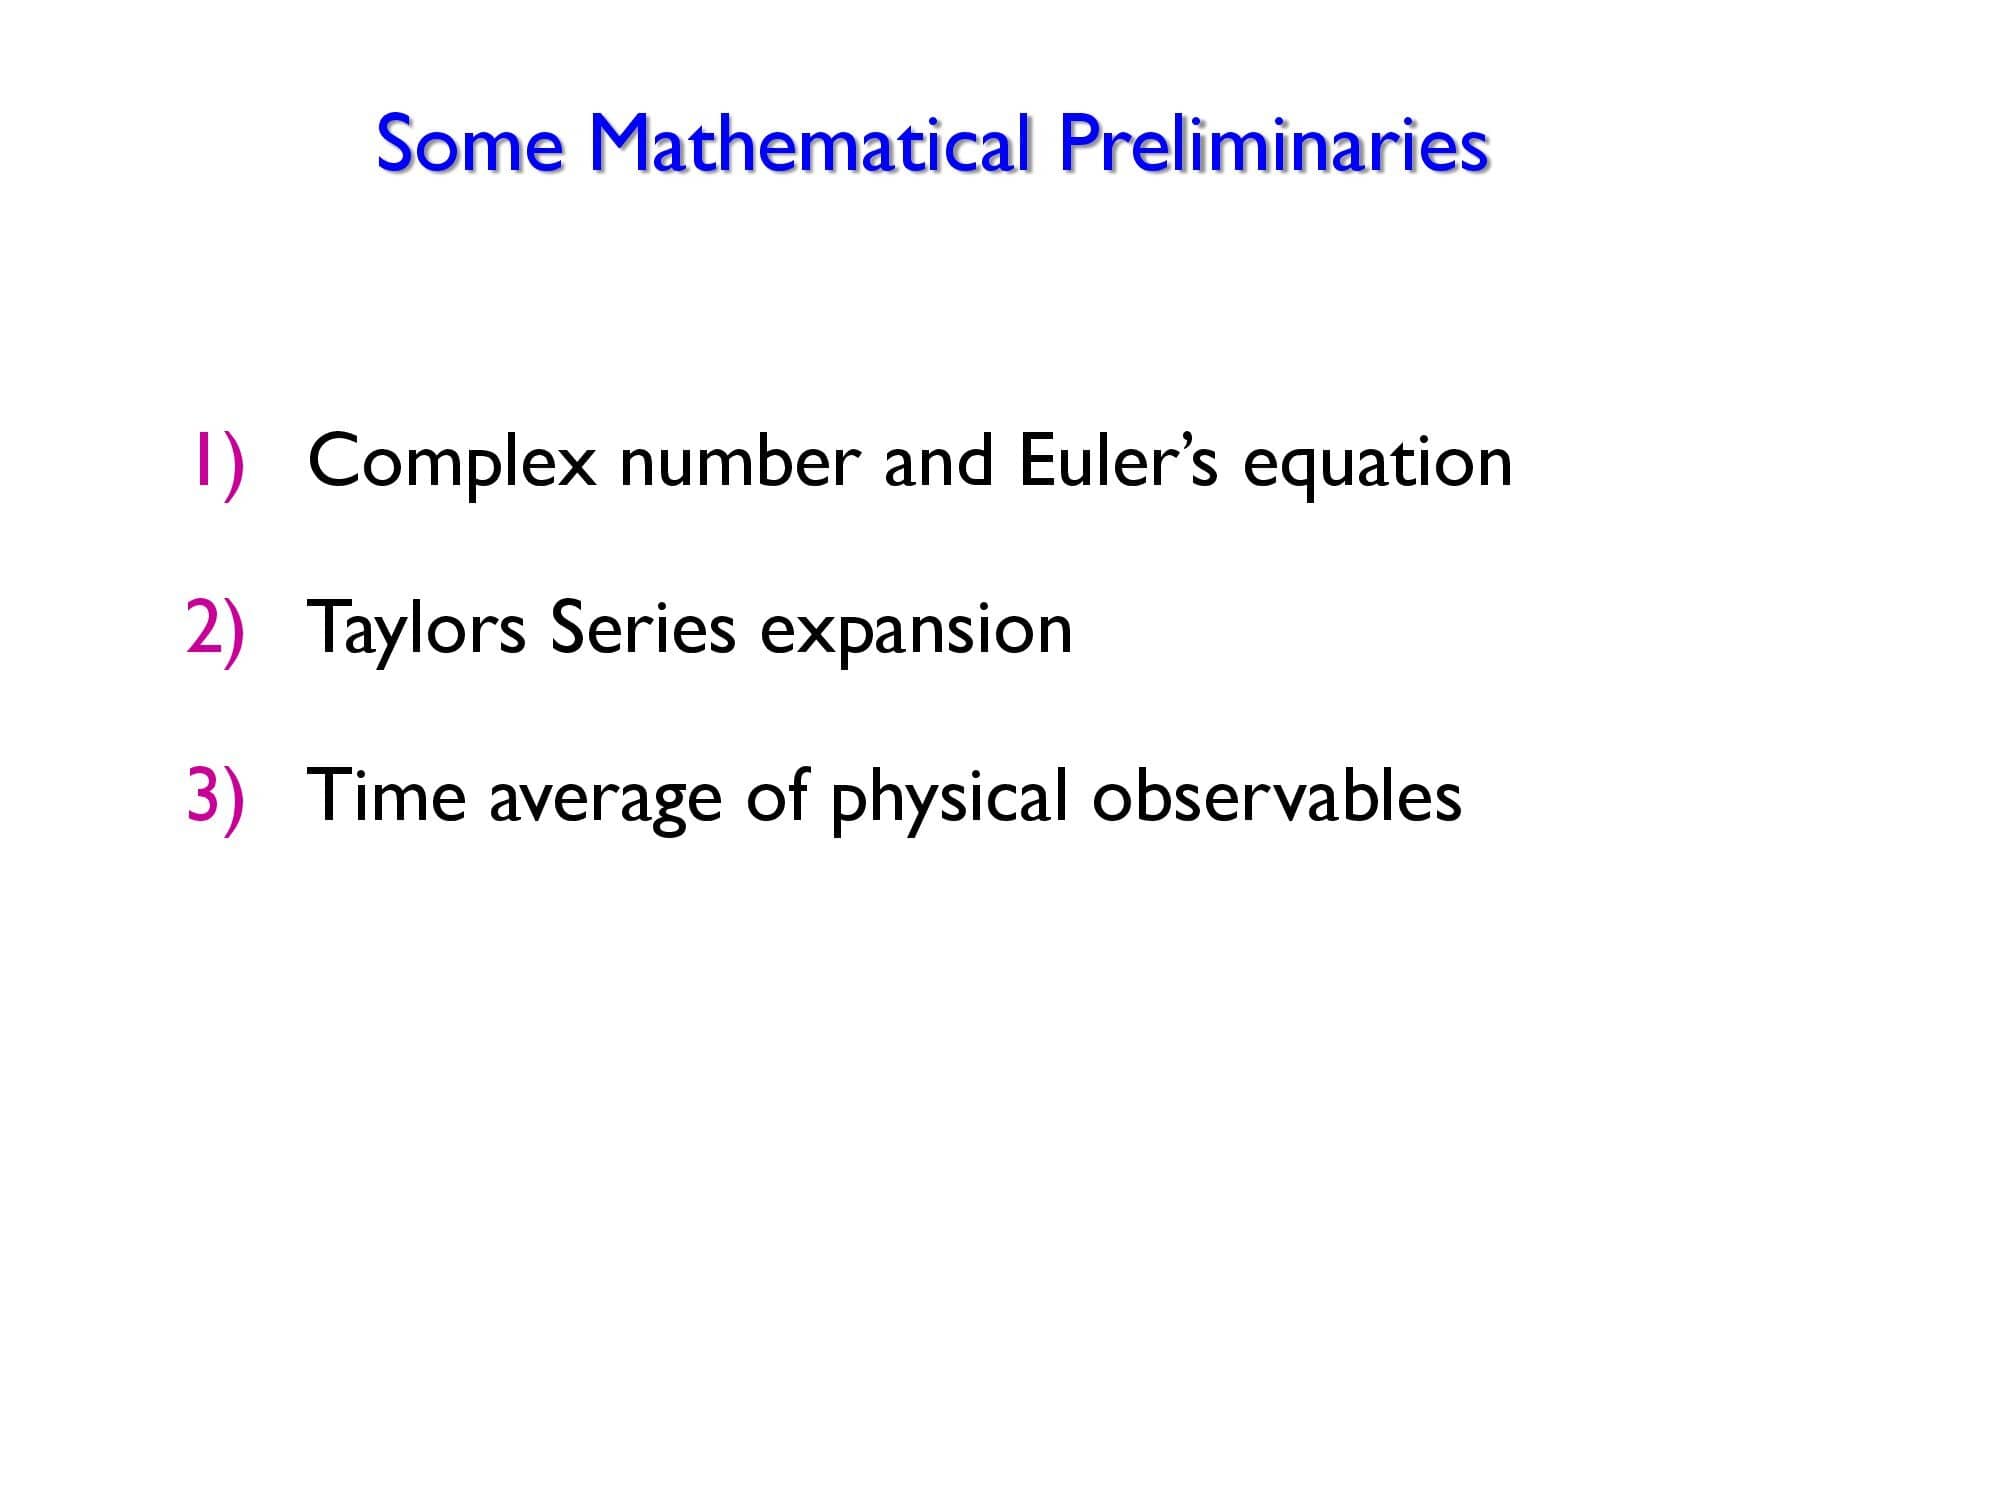 Some Mathematical Preliminaries
1) Complex number and Euler’s equation
2) Taylors Series expansion
3) Time average of physical observables